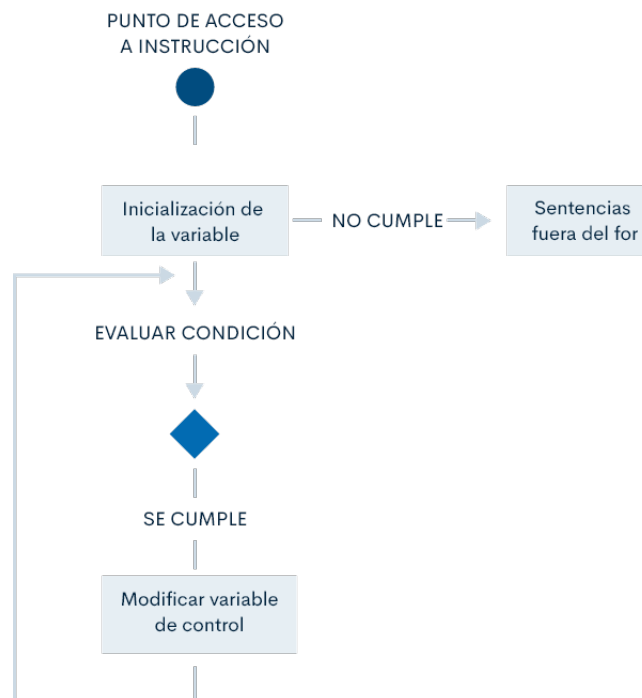 PUNTO DE ACCESO
A INSTRUCCIÓN
Inicialización de
la variable
NO CUMPLE
Sentencias
fuera del for
EVALUAR CONDICIÓN
SE CUMPLE
Modificar variable
de control